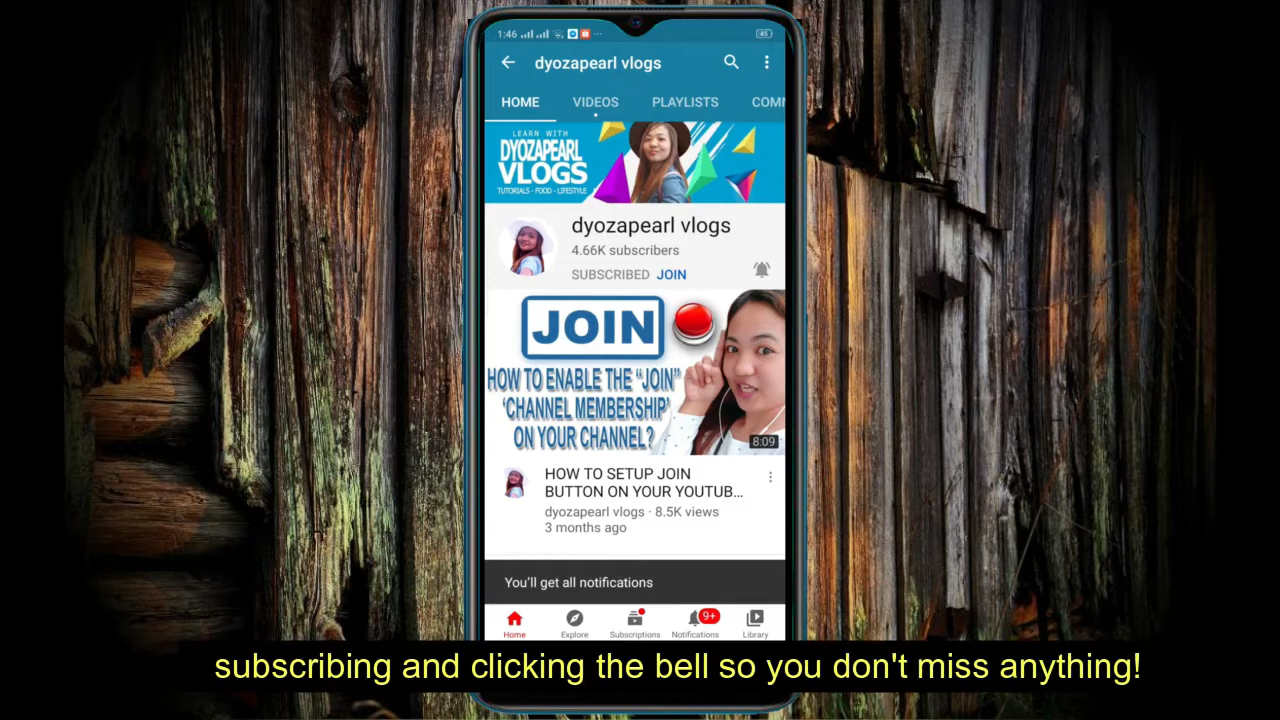 1:46
45
dyozapearl vlogs
HOME VIDEOS PLAYLISTS COMM
LEARN WITH
DYOZAPEARL
VLOGS
TUTORIALS - FOOD - LIFESTYLE
dyozapearl vlogs
4.66K subscribers
SUBSCRIBED JOIN
JOIN
HOW TO ENABLE THE "JOIN"
'CHANNEL MEMBERSHIP'
ON YOUR CHANNEL?
8:09
HOW TO SETUP JOIN
BUTTON ON YOUR YOUTUB...
dyozapearl vlogs · 8.5K views
3 months ago
You'll get all notifications
9+
Home Explore Subscriptions Notifications Library
subscribing and clicking the bell so you don't miss anything!